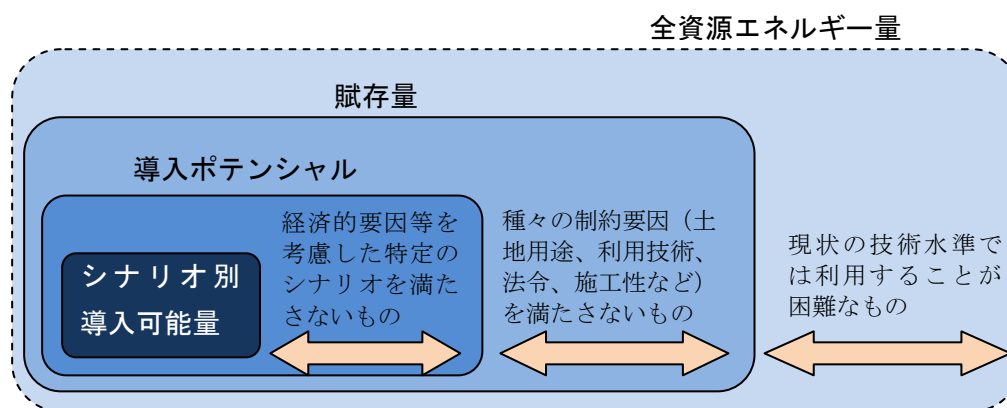 全資源エネルギー量
賦存量
導入ポテンシャル
シナリオ別
導入可能量
経済的要因等を
考慮した特定の
シナリオを満た
さないもの
種々の制約要因（土
地用途、利用技術、
法令、施工性など）
を満たさないもの
現状の技術水準で
は利用することが
困難なもの